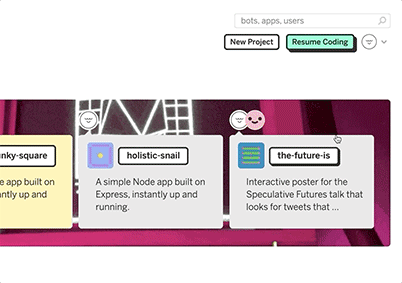 bots, apps, users
New Project
Resume Coding
nky-square
e app built on
antly up and
holistic-snail
A simple Node app built on
Express, instantly up and
running.
the-future-is
Interactive poster for the
Speculative Futures talk that
looks for tweets that ...